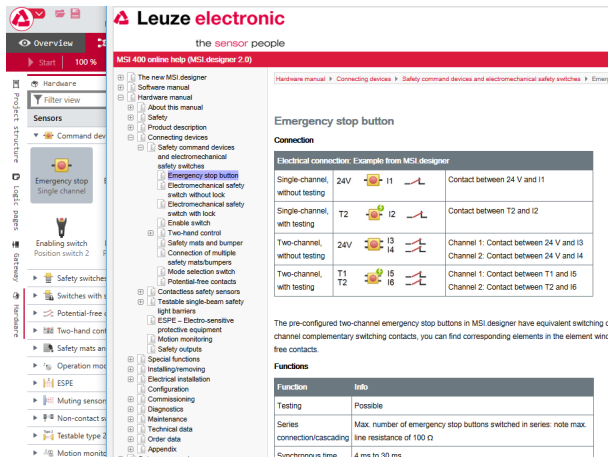 Leuze electronic
the sensor people
MSI 400 online help (MSI.designer 2.0)
Overview
Start 100 %
Project structure
Logic pages
Gateway
Hardware
Hardware
Filter view
Sensors
Command dev
Emergency stop
Single channel
Enabling switch
Position switch 2
Safety switches
Switches with s
Potential-free c
Two-hand cont
Safety mats an
Operation mod
ESPE
Muting sensor
Non-contact sv
Testable type 2
Motion monito
The new MSI.designer
Software manual
Hardware manual
About this manual
Safety
Product description
Connecting devices
Safety command devices
and electromechanical
safety switches
Emergency stop button
Electromechanical safety
switch without lock
Electromechanical safety
switch with lock
Enable switch
Two-hand control
Safety mats and bumper
Connection of multiple
safety mats/bumpers
Mode selection switch
Potential-free contacts
Contactless safety sensors
Testable single-beam safety
light barriers
ESPE – Electro-sensitive
protective equipment
Motion monitoring
Safety outputs
Special functions
Installing/removing
Electrical installation
Configuration
Commissioning
Diagnostics
Maintenance
Technical data
Order data
Appendix
Hardware manual Connecting devices Safety command devices and electromechanical safety switches Emerg
Emergency stop button
Connection
Electrical connection: Example from MSI.designer
Single-channel, 24V I1 Contact between 24 V and I1
without testing
Single-channel, T2 I2 Contact between T2 and I2
with testing
Two-channel, 24V I3 Channel 1: Contact between 24 V and I3
without testing I4 Channel 2: Contact between 24 V and I4
Two-channel, T1 I5 Channel 1: Contact between T1 and I5
with testing T2 I6 Channel 2: Contact between T2 and I6
The pre-configured two-channel emergency stop buttons in MSI.designer have equivalent switching c
channel complementary switching contacts, you can find corresponding elements in the element wind
free contacts.
Functions
Function Info
Testing Possible
Series Max. number of emergency stop buttons switched in series: note max.
connection/cascading line resistance of 100 Ω
Synchronous time 4 ms to 30 ms